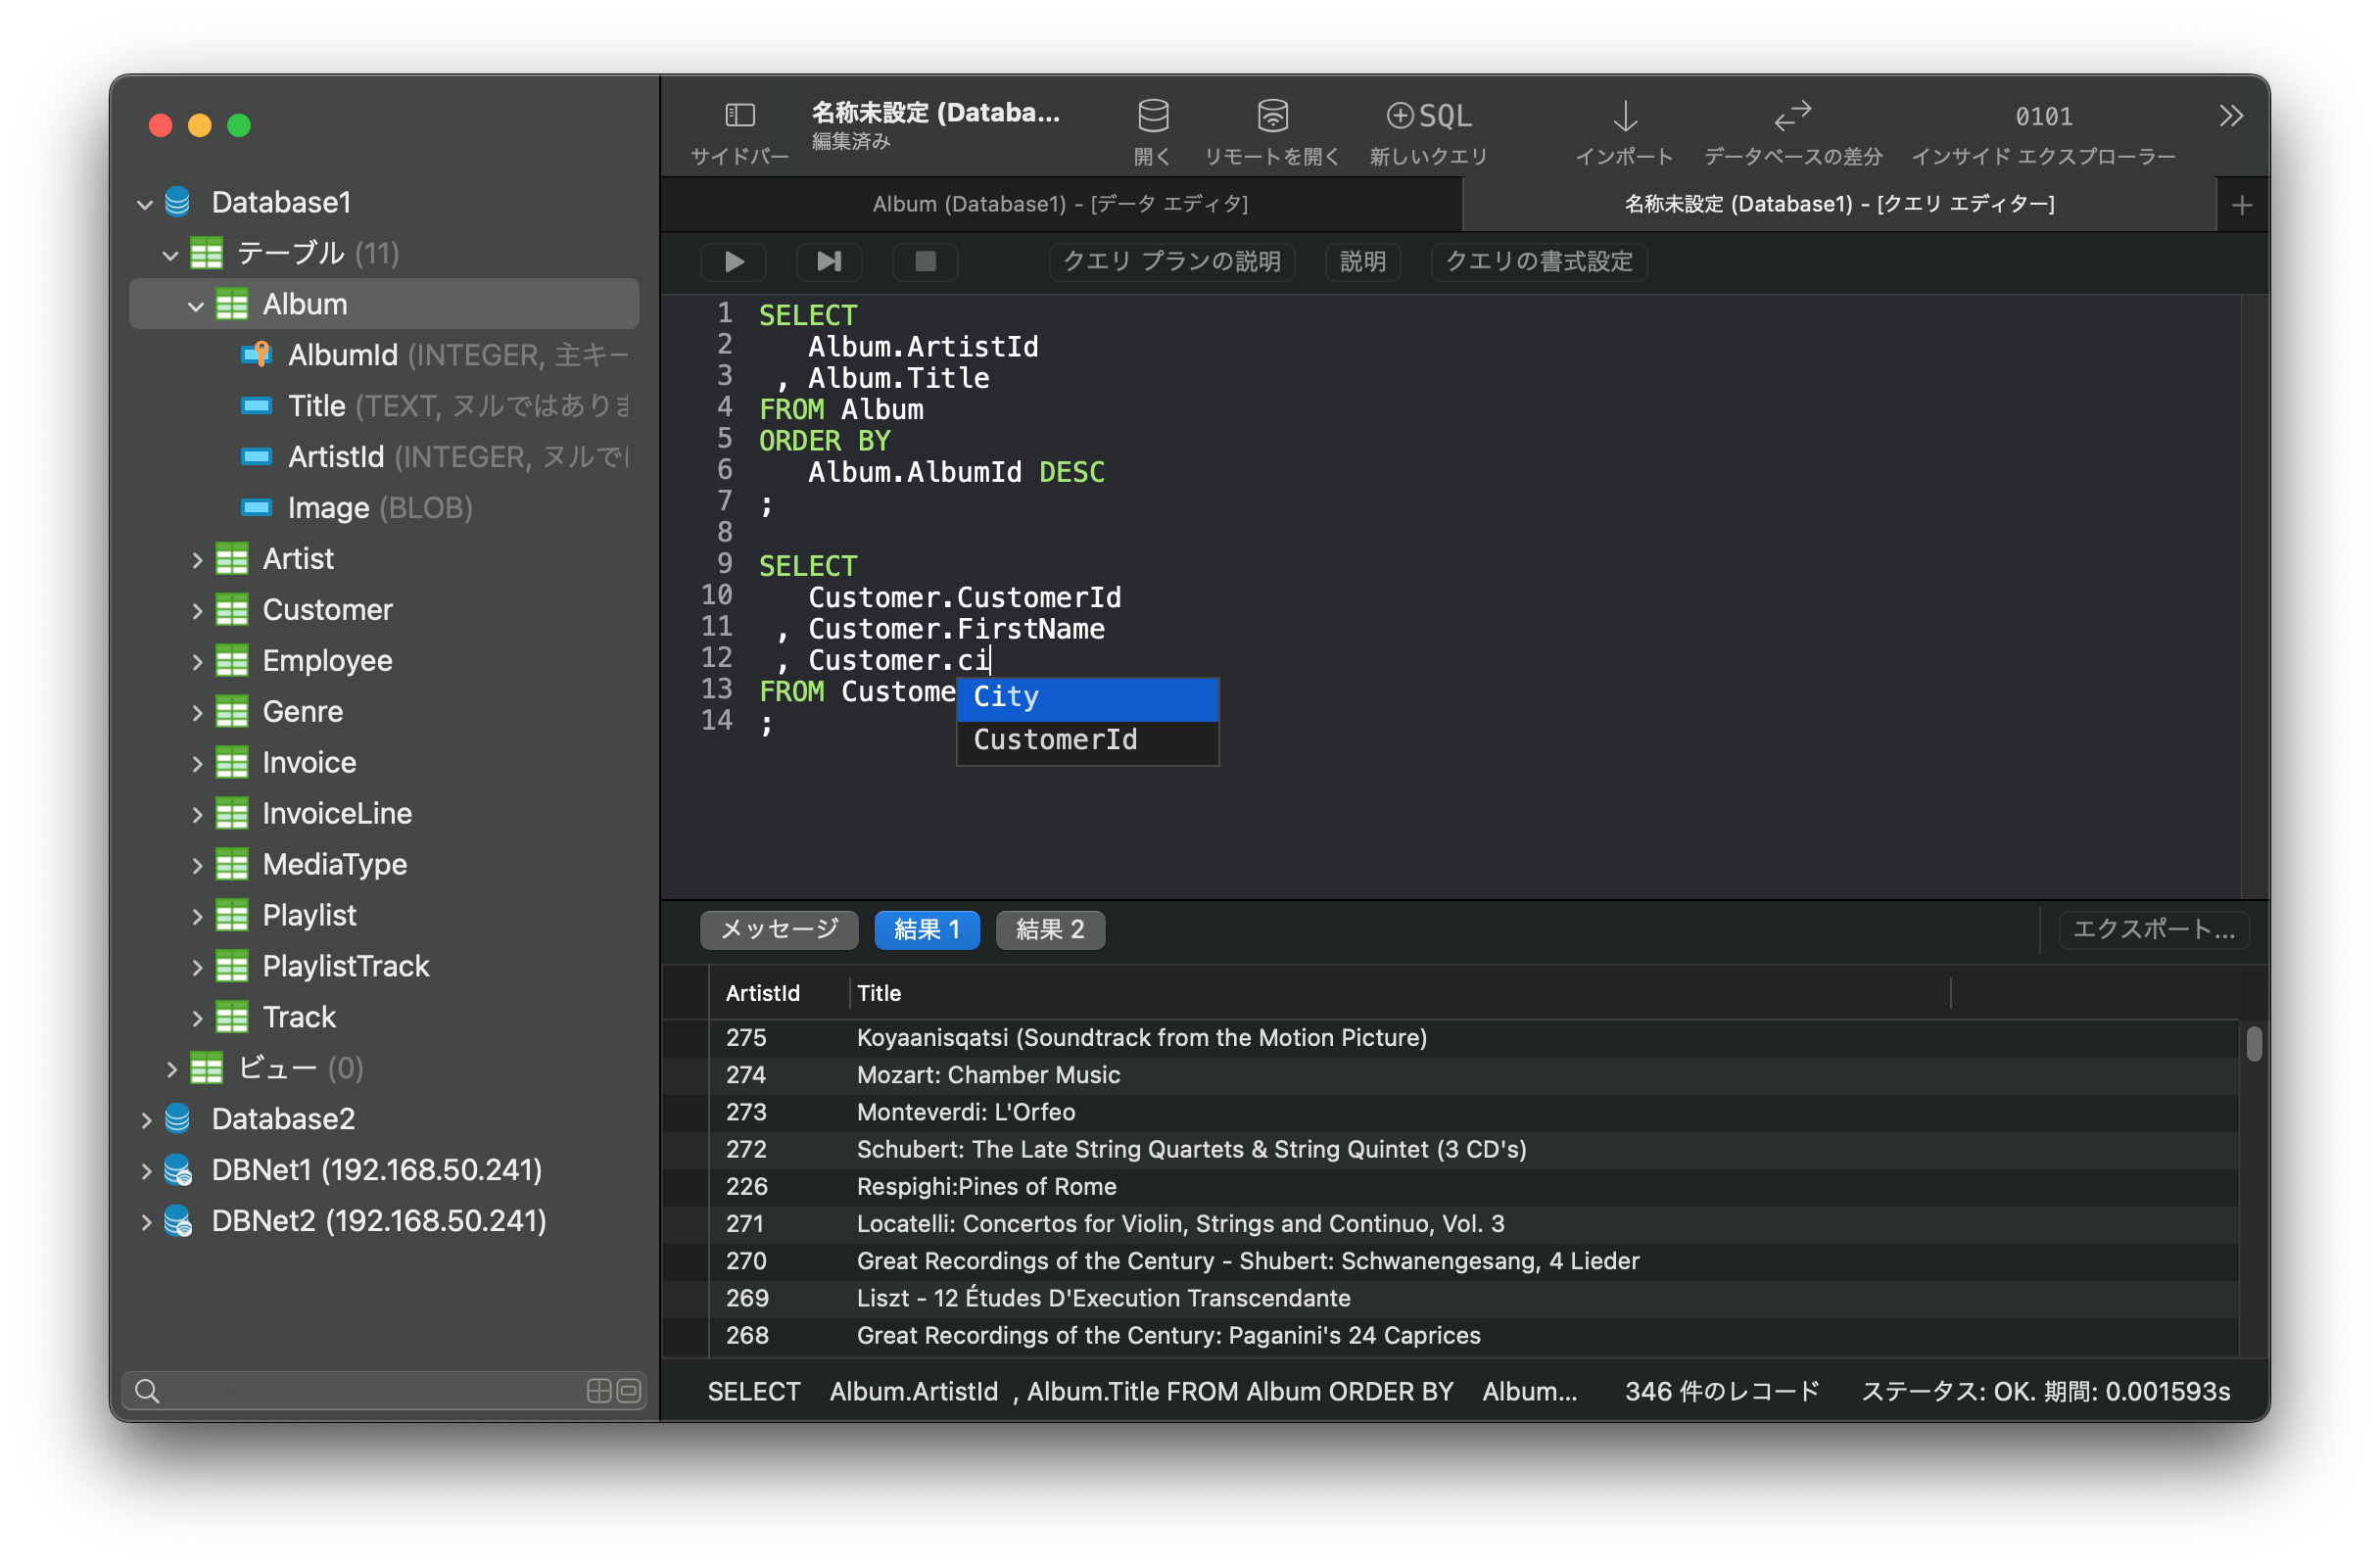 名称未設定 (Databa...
編集済み
サイドバー
開く
リモートを開く
SQL
新しいクエリ
インポート
データベースの差分
0101
インサイド エクスプローラー
Album (Database1) - [データ エディタ]
名称未設定 (Database1) - [クエリ エディター]
クエリ プランの説明
説明
クエリの書式設定
Database1
テーブル (11)
Album
AlbumId (INTEGER, 主キー
Title (TEXT, ヌルではありま
ArtistId (INTEGER, ヌルで
Image (BLOB)
Artist
Customer
Employee
Genre
Invoice
InvoiceLine
MediaType
Playlist
PlaylistTrack
Track
ビュー (0)
Database2
DBNet1 (192.168.50.241)
DBNet2 (192.168.50.241)
1 SELECT
2 Album.ArtistId
3 , Album.Title
4 FROM Album
5 ORDER BY
6 Album.AlbumId DESC
7 ;
8
9 SELECT
10 Customer.CustomerId
11 , Customer.FirstName
12 , Customer.ci
13 FROM Custome
14 ;
City
CustomerId
メッセージ
結果 1
結果 2
エクスポート...
ArtistId Title
275 Koyaanisqatsi (Soundtrack from the Motion Picture)
274 Mozart: Chamber Music
273 Monteverdi: L'Orfeo
272 Schubert: The Late String Quartets & String Quintet (3 CD's)
226 Respighi:Pines of Rome
271 Locatelli: Concertos for Violin, Strings and Continuo, Vol. 3
270 Great Recordings of the Century - Shubert: Schwanengesang, 4 Lieder
269 Liszt - 12 Études D'Execution Transcendante
268 Great Recordings of the Century: Paganini's 24 Caprices
SELECT Album.ArtistId , Album.Title FROM Album ORDER BY Album... 346 件のレコード ステータス: OK. 期間: 0.001593s